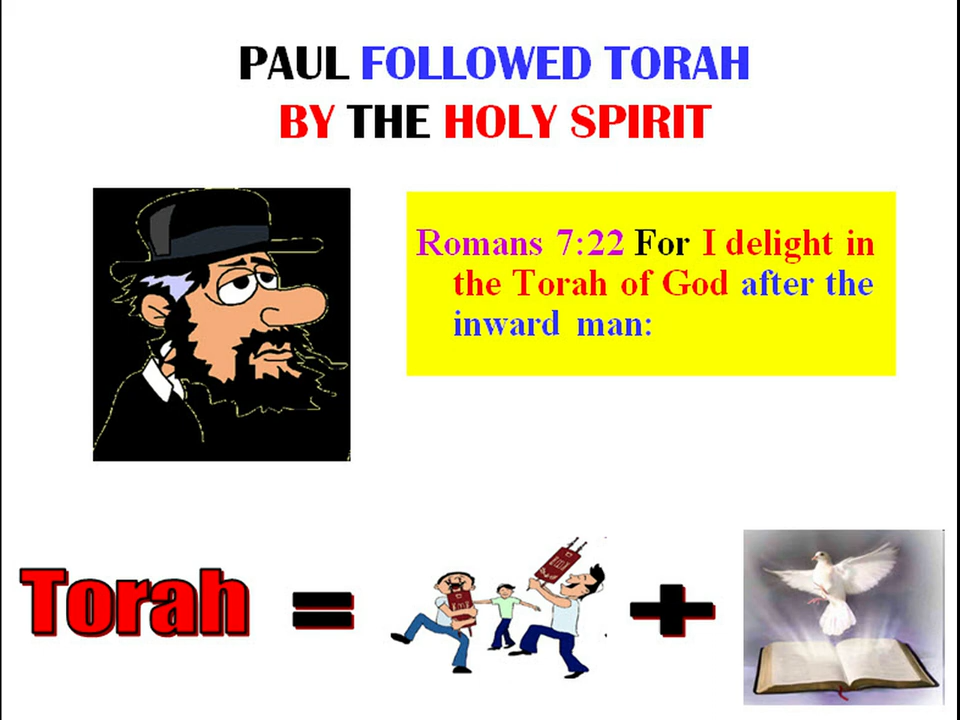 PAUL FOLLOWED TORAH
BY THE HOLY SPIRIT
Romans 7:22 For I delight in
the Torah of God after the
inward man:
Torah = +